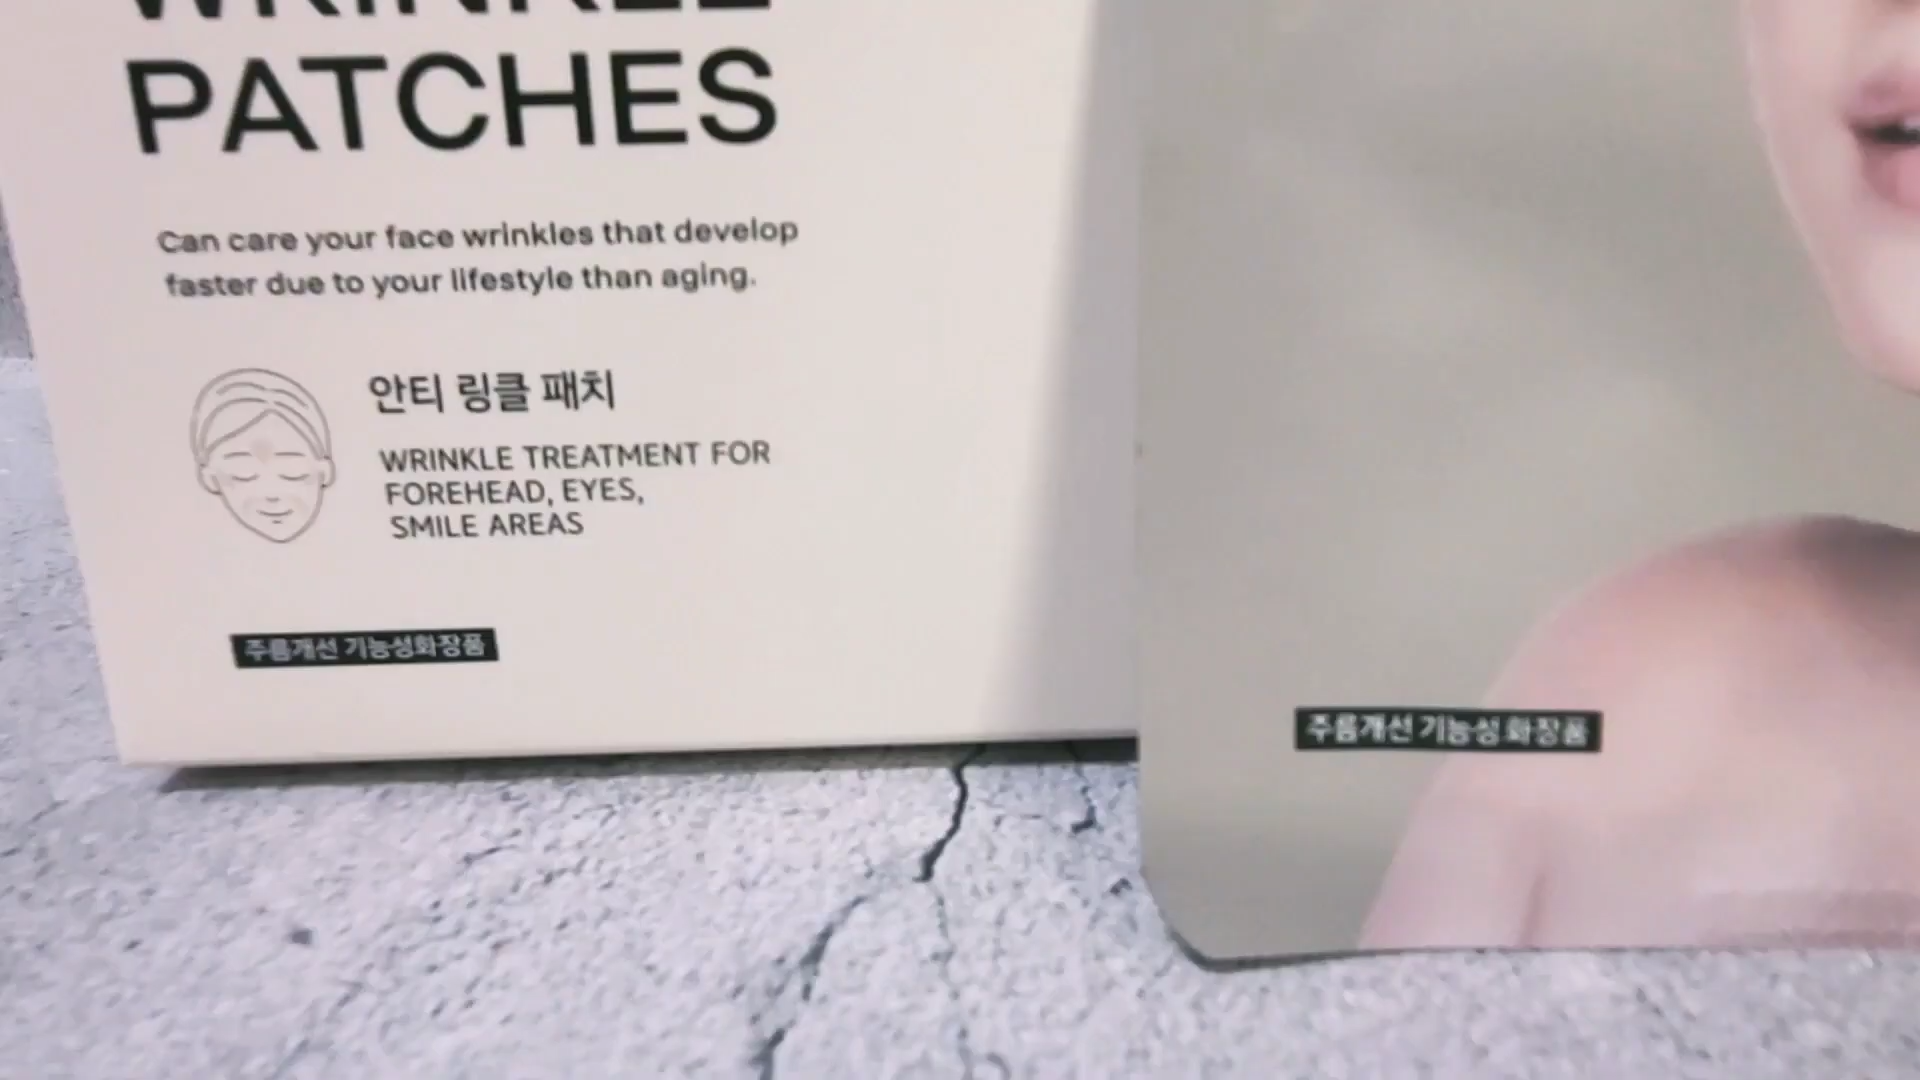 WRINKLE
PATCHES
Can care your face wrinkles that develop
faster due to your lifestyle than aging.
안티 링클 패치
WRINKLE TREATMENT FOR
FOREHEAD, EYES,
SMILE AREAS
주름개선 기능성화장품
주름개선 기능성 화장품